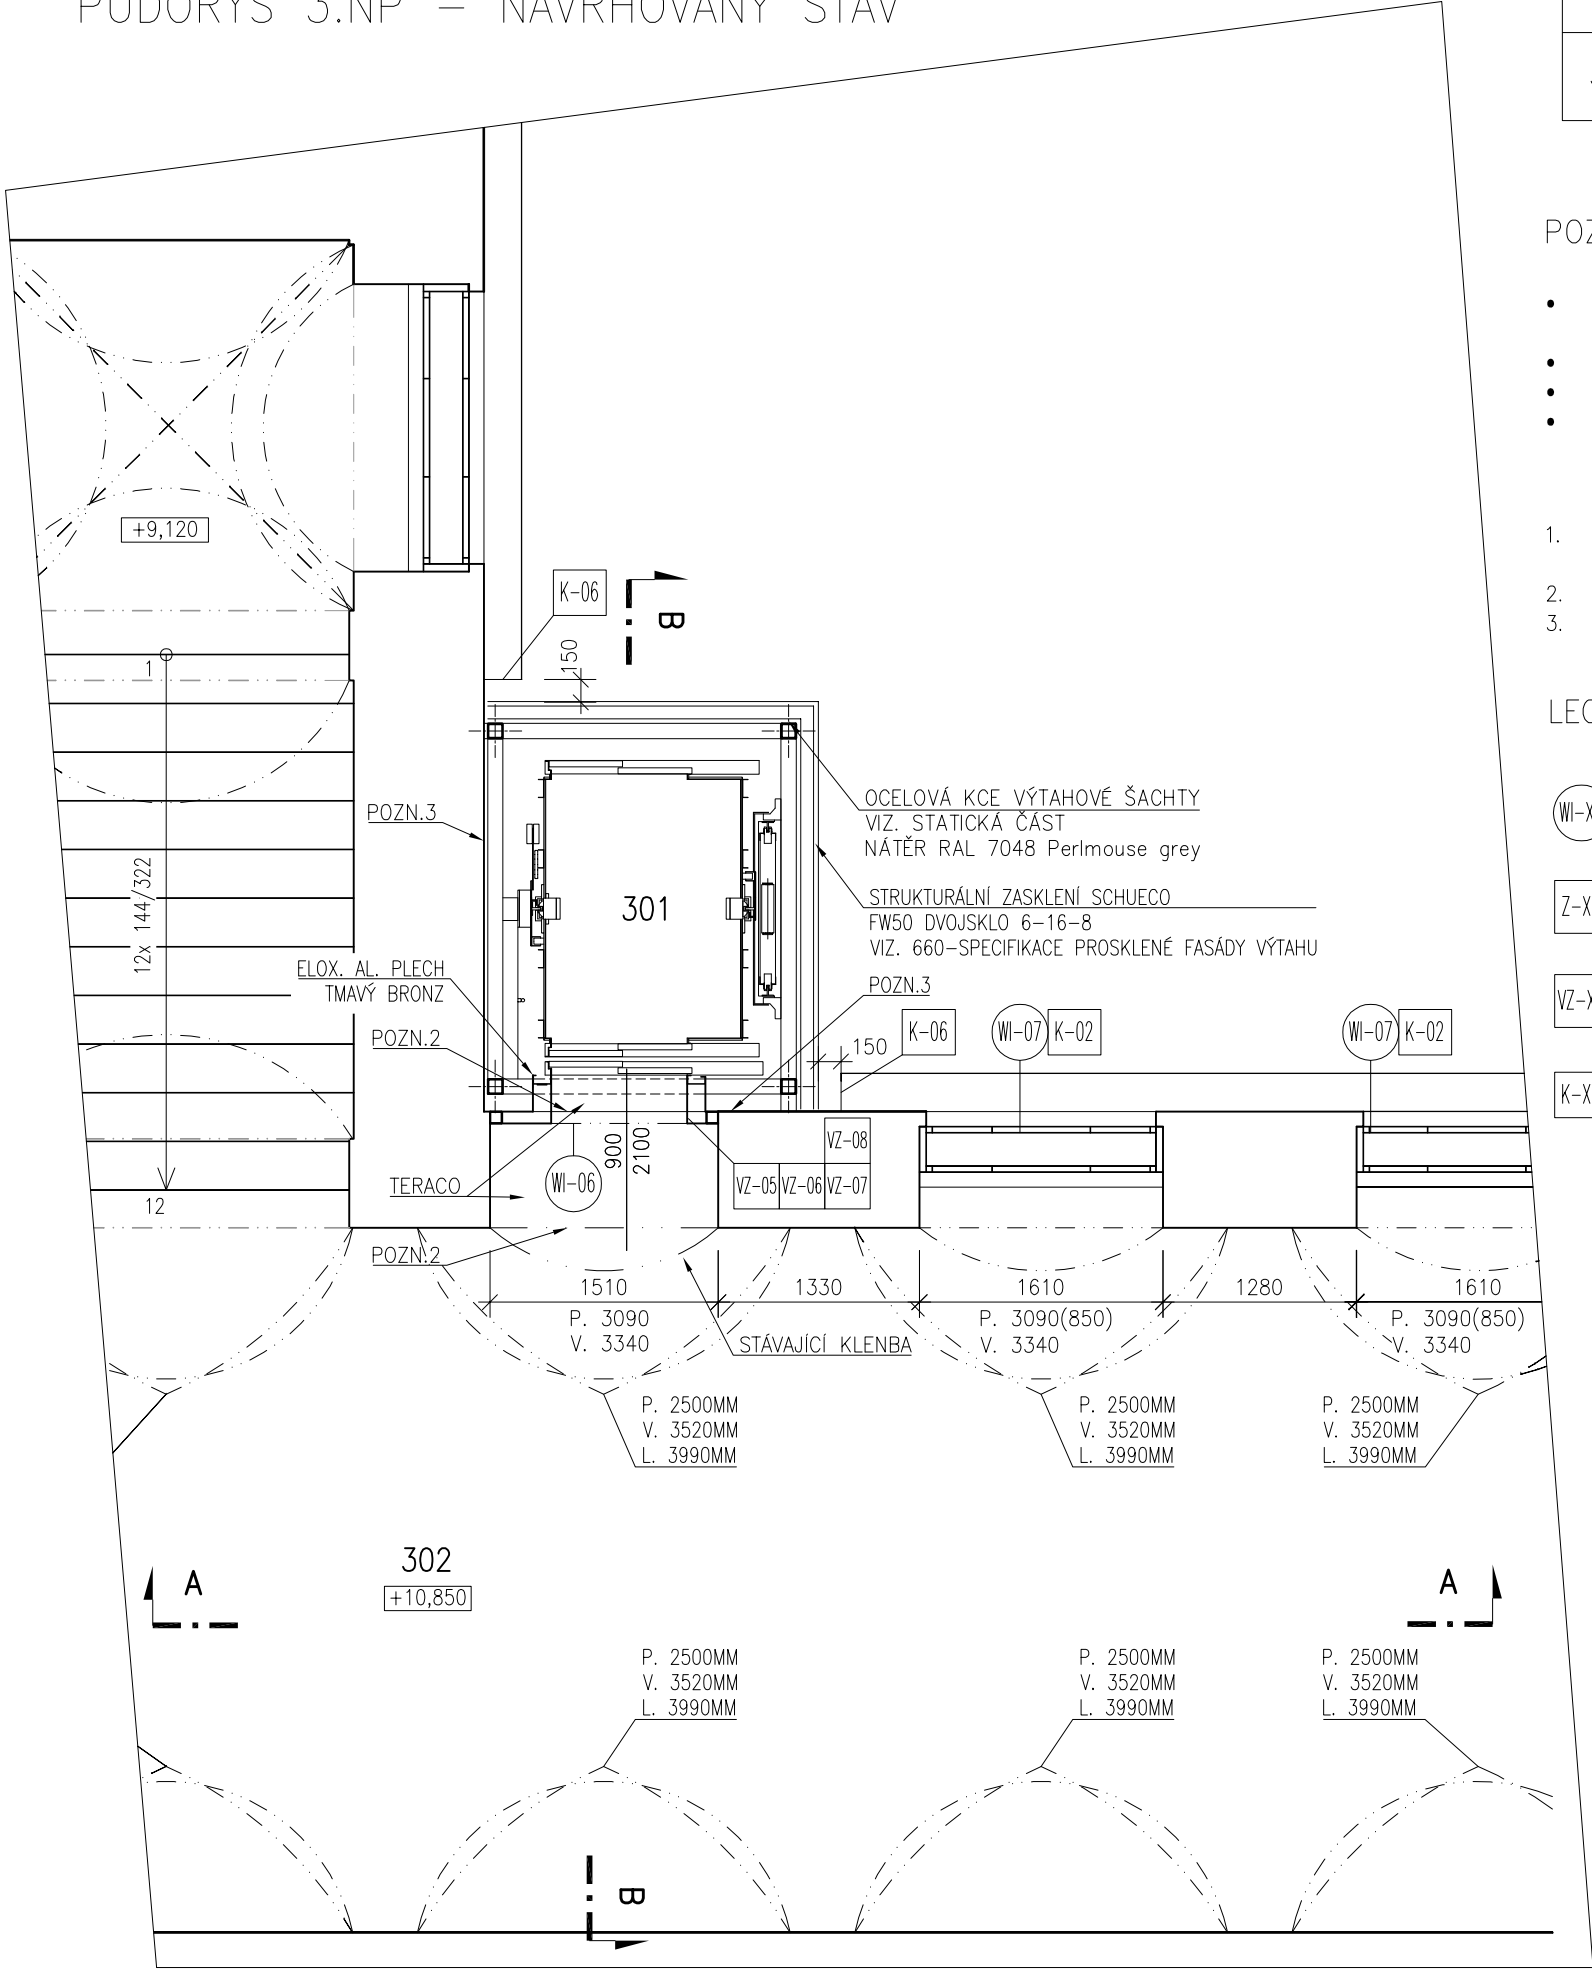 PŮDORYS 3.NP – NAVRHOVANÝ STAV
POZ
+9,120
K-06
B
150
1.
2.
3.
1
LEG
OCELOVÁ KCE VÝTAHOVÉ ŠACHTY
VIZ. STATICKÁ ČÁST
NÁTĚR RAL 7048 Perlmouse grey
POZN.3
WI-X
12x 144/322
301
STRUKTURÁLNÍ ZASKLENÍ SCHUECO
FW50 DVOJSKLO 6-16-8
VIZ. 660-SPECIFIKACE PROSKLENÉ FASÁDY VÝTAHU
Z-X
ELOX. AL. PLECH
TMAVÝ BRONZ
POZN.3
VZ-X
POZN.2
150
K-06
WI-07
K-02
WI-07
K-02
K-X
900
2100
VZ-08
VZ-05
VZ-06
VZ-07
TERACO
WI-06
12
POZN.2
1510
1330
1610
1280
1610
P. 3090
V. 3340
P. 3090(850)
V. 3340
P. 3090(850)
V. 3340
STÁVAJÍCÍ KLENBA
P. 2500MM
V. 3520MM
L. 3990MM
P. 2500MM
V. 3520MM
L. 3990MM
P. 2500MM
V. 3520MM
L. 3990MM
302
+10,850
A
A
P. 2500MM
V. 3520MM
L. 3990MM
P. 2500MM
V. 3520MM
L. 3990MM
P. 2500MM
V. 3520MM
L. 3990MM
B